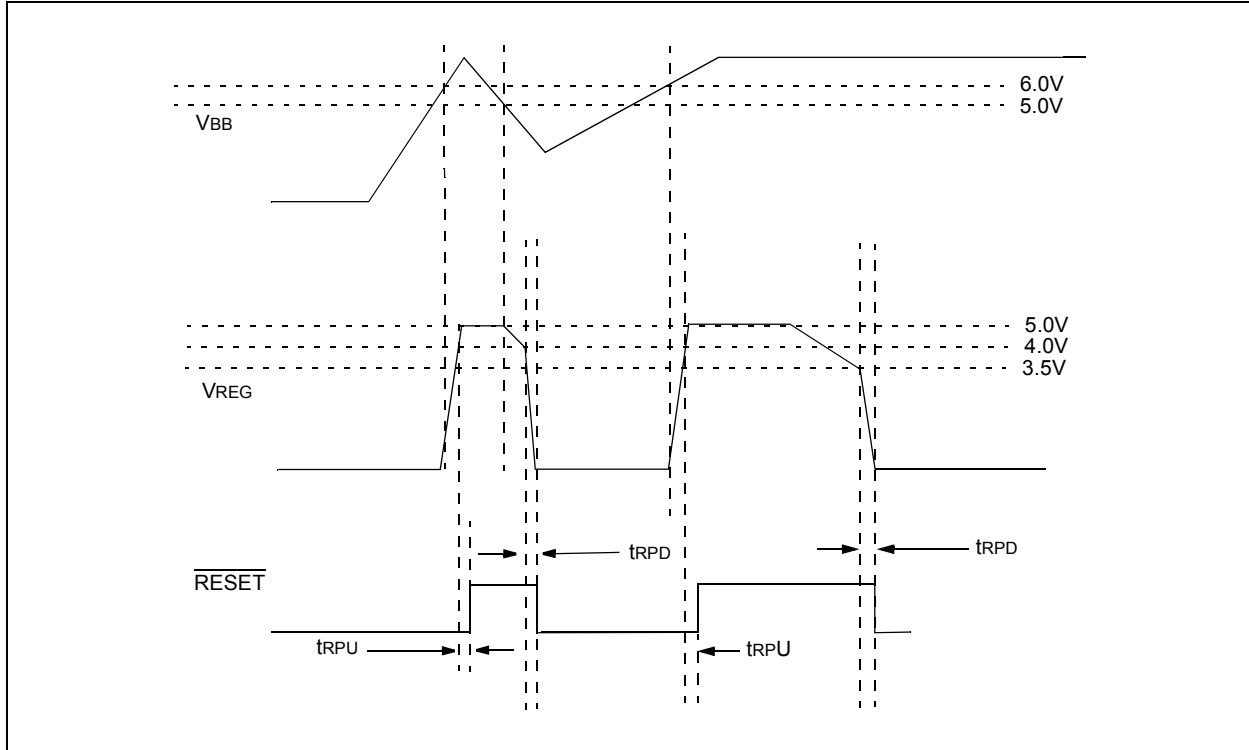 6.0V
5.0V
VBB
5.0V
4.0V
3.5V
VREG
tRPD
tRPD
RESET
tRPU
tRPU